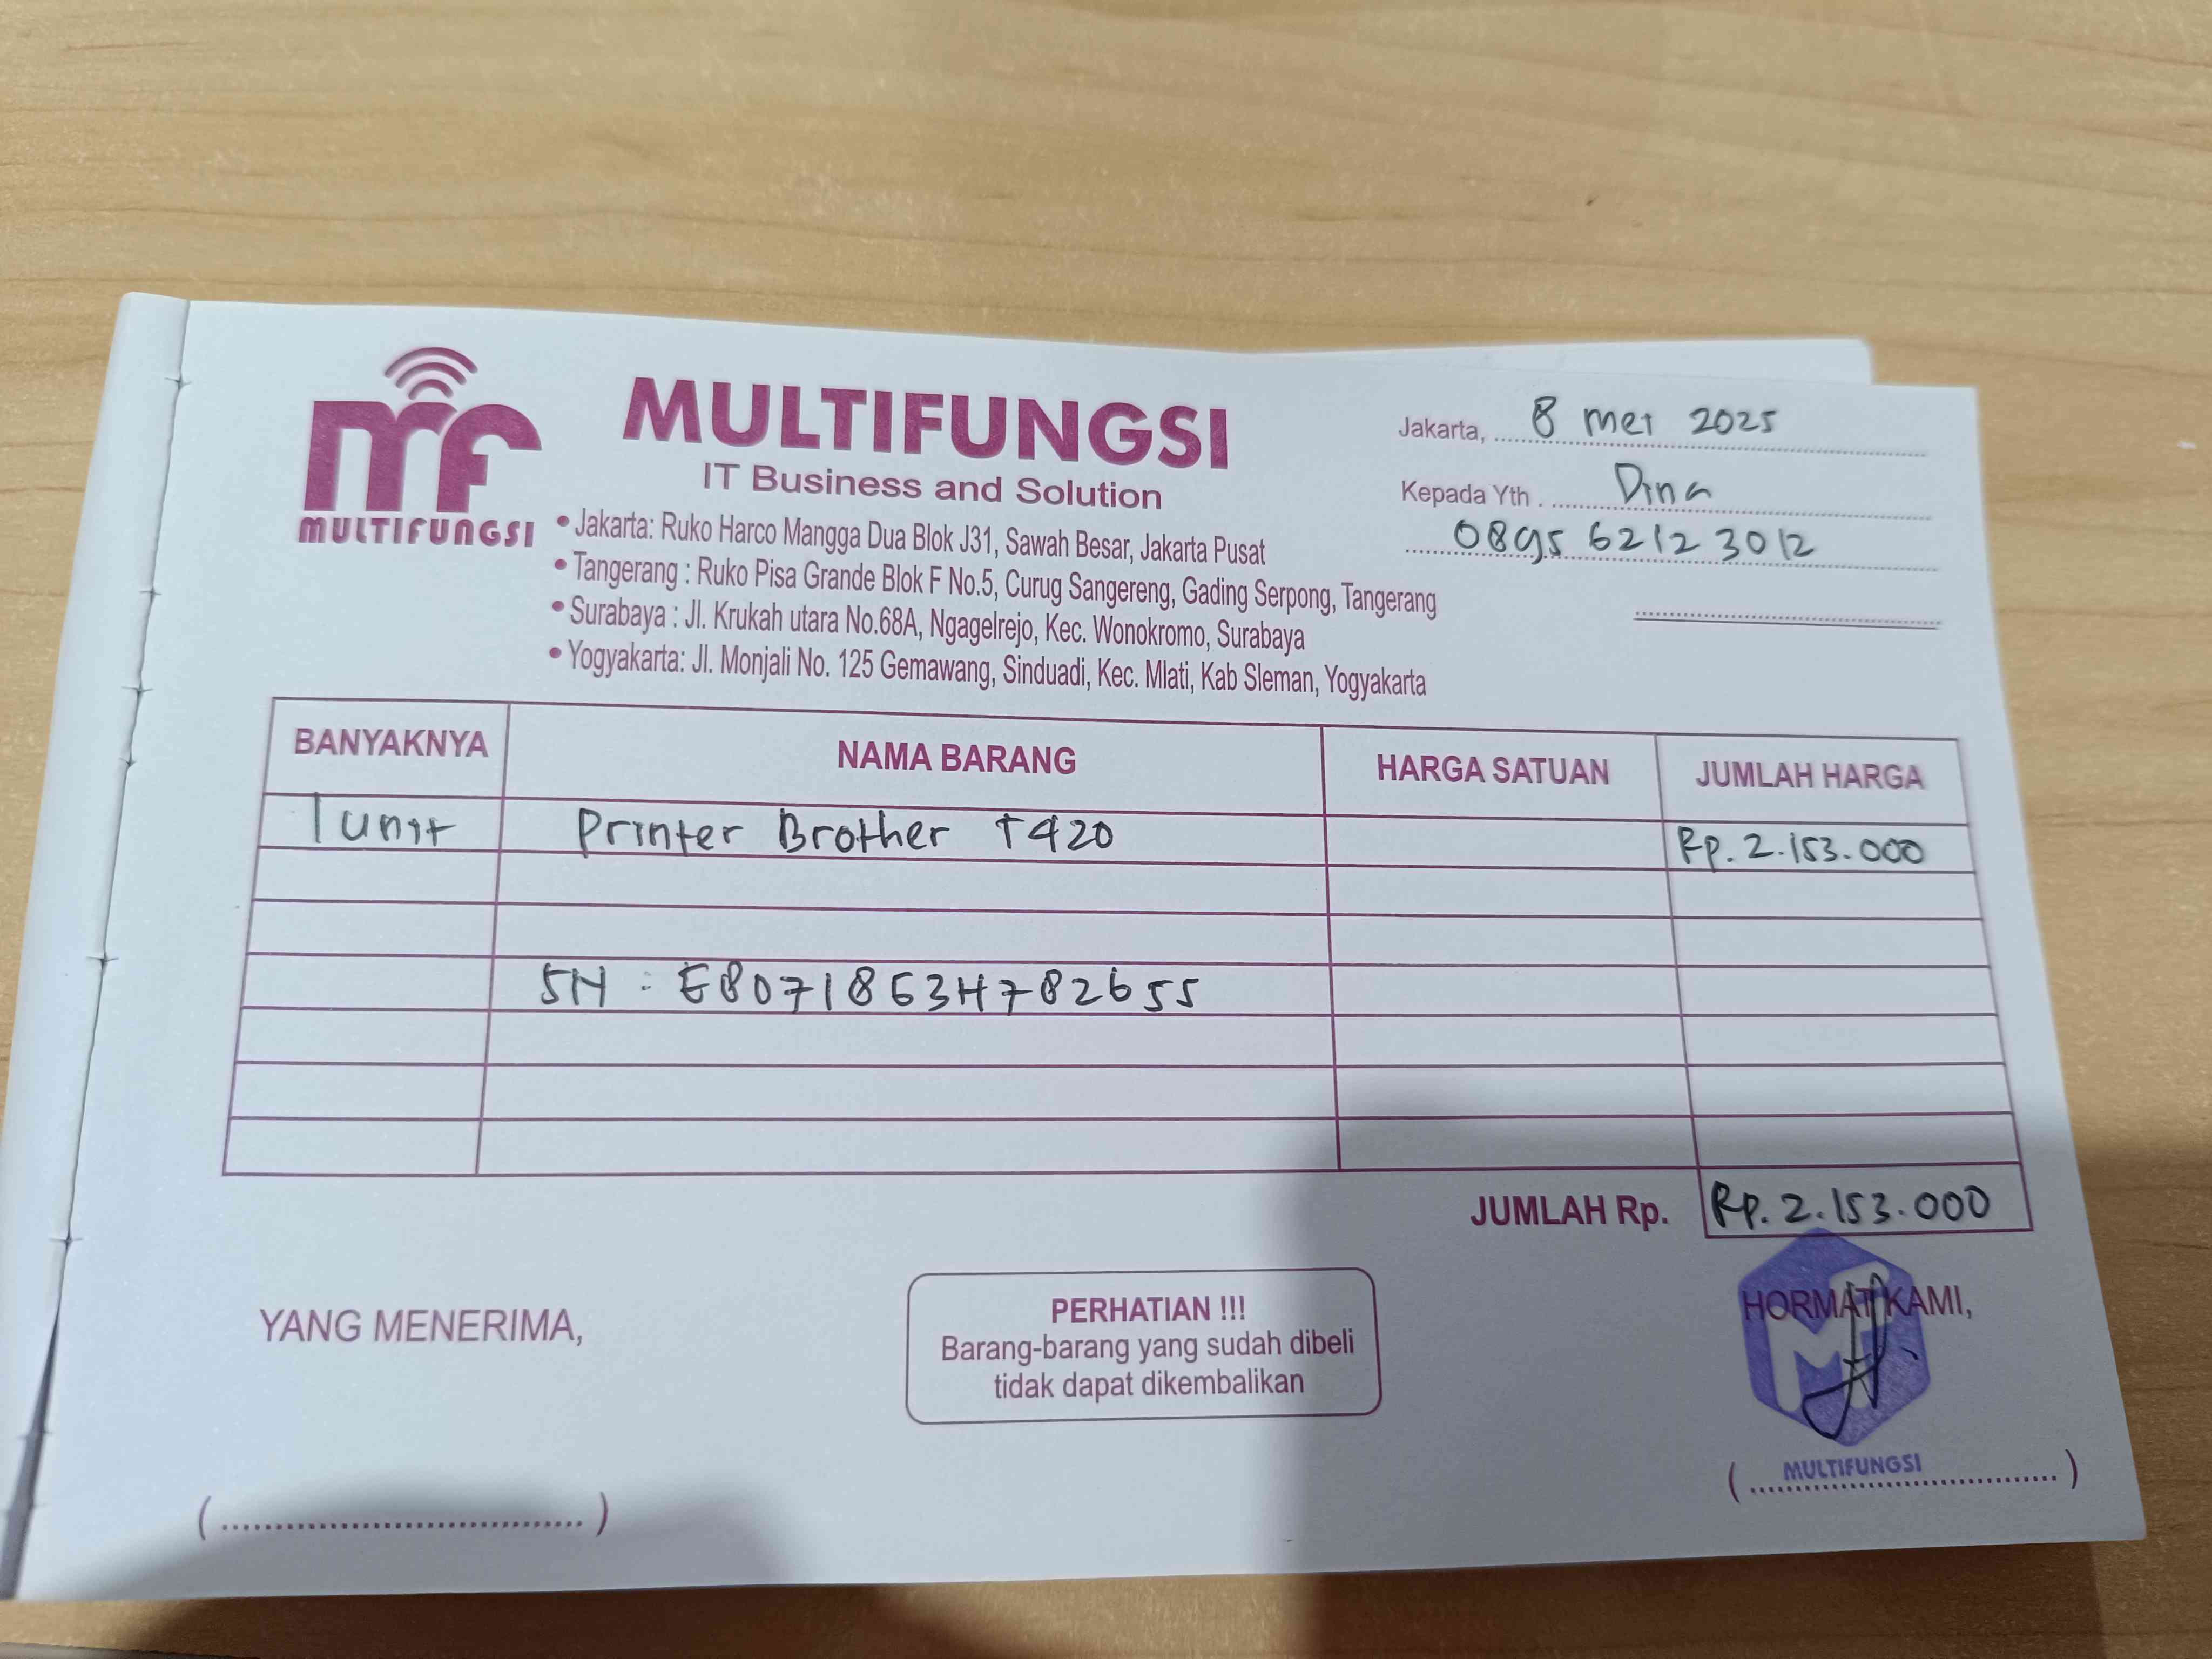 mf
MULTIFUNGSI
MULTIFUNGSI
IT Business and Solution
• Jakarta: Ruko Harco Mangga Dua Blok J31, Sawah Besar, Jakarta Pusat
• Tangerang : Ruko Pisa Grande Blok F No.5, Curug Sangereng, Gading Serpong, Tangerang
• Surabaya : Jl. Krukah utara No.68A, Ngagelrejo, Kec. Wonokromo, Surabaya
• Yogyakarta: Jl. Monjali No. 125 Gemawang, Sinduadi, Kec. Mlati, Kab Sleman, Yogyakarta
Jakarta, 8 mei 2025
Kepada Yth . Dina
0895 6212 3012
BANYAKNYA NAMA BARANG HARGA SATUAN JUMLAH HARGA
1 unit Printer Brother T420 Rp. 2.153.000
SN : E80718G3H782655
JUMLAH Rp. Rp. 2.153.000
YANG MENERIMA,
PERHATIAN !!!
Barang-barang yang sudah dibeli
tidak dapat dikembalikan
HORMAT KAMI,
MULTIFUNGSI